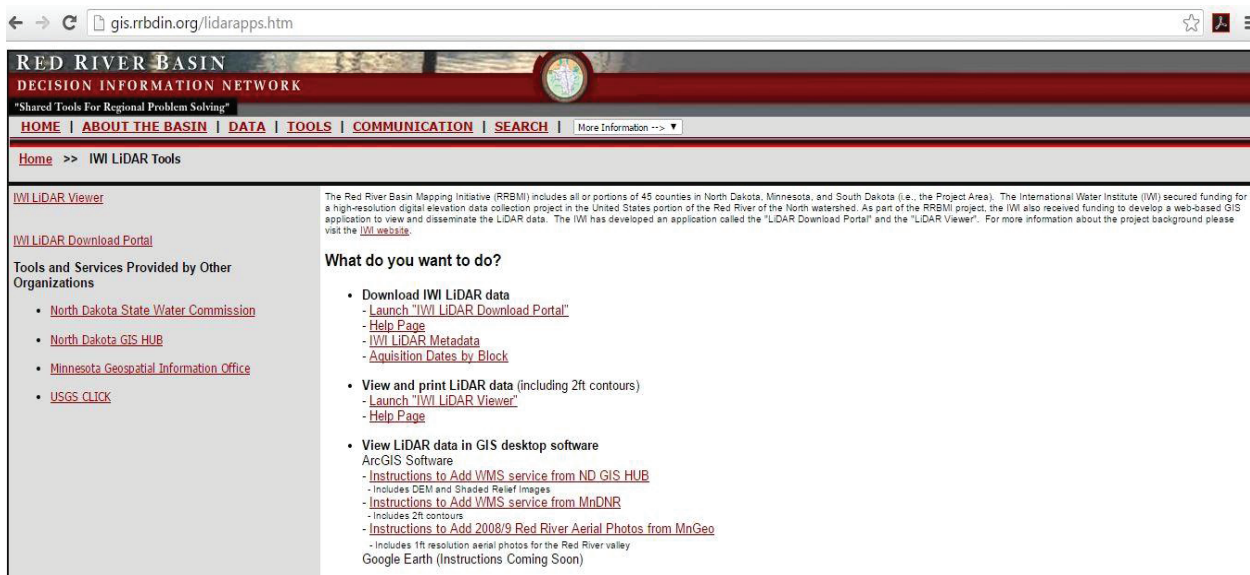 gis.rrbdin.org/lidarapps.htm
RED RIVER BASIN
DECISION INFORMATION NETWORK
"Shared Tools For Regional Problem Solving"
HOME | ABOUT THE BASIN | DATA | TOOLS | COMMUNICATION | SEARCH | More Information --> ▼
Home >> IWI LiDAR Tools
IWI LiDAR Viewer
IWI LiDAR Download Portal
Tools and Services Provided by Other
Organizations
• North Dakota State Water Commission
• North Dakota GIS HUB
• Minnesota Geospatial Information Office
• USGS CLICK
The Red River Basin Mapping Initiative (RRBMI) includes all or portions of 45 counties in North Dakota, Minnesota, and South Dakota (i.e., the Project Area). The International Water Institute (IWI) secured funding for
a high-resolution digital elevation data collection project in the United States portion of the Red River of the North watershed. As part of the RRBMI project, the IWI also received funding to develop a web-based GIS
application to view and disseminate the LiDAR data. The IWI has developed an application called the "LiDAR Download Portal" and the "LiDAR Viewer". For more information about the project background please
visit the IWI website.
What do you want to do?
• Download IWI LiDAR data
- Launch "IWI LiDAR Download Portal"
- Help Page
- IWI LiDAR Metadata
- Aquisition Dates by Block
• View and print LiDAR data (including 2ft contours)
- Launch "IWI LiDAR Viewer"
- Help Page
• View LiDAR data in GIS desktop software
ArcGIS Software
- Instructions to Add WMS service from ND GIS HUB
- Includes DEM and Shaded Relief Images
- Instructions to Add WMS service from MnDNR
- Includes 2ft contours
- Instructions to Add 2008/9 Red River Aerial Photos from MnGeo
- Includes 1ft resolution aerial photos for the Red River valley
Google Earth (Instructions Coming Soon)